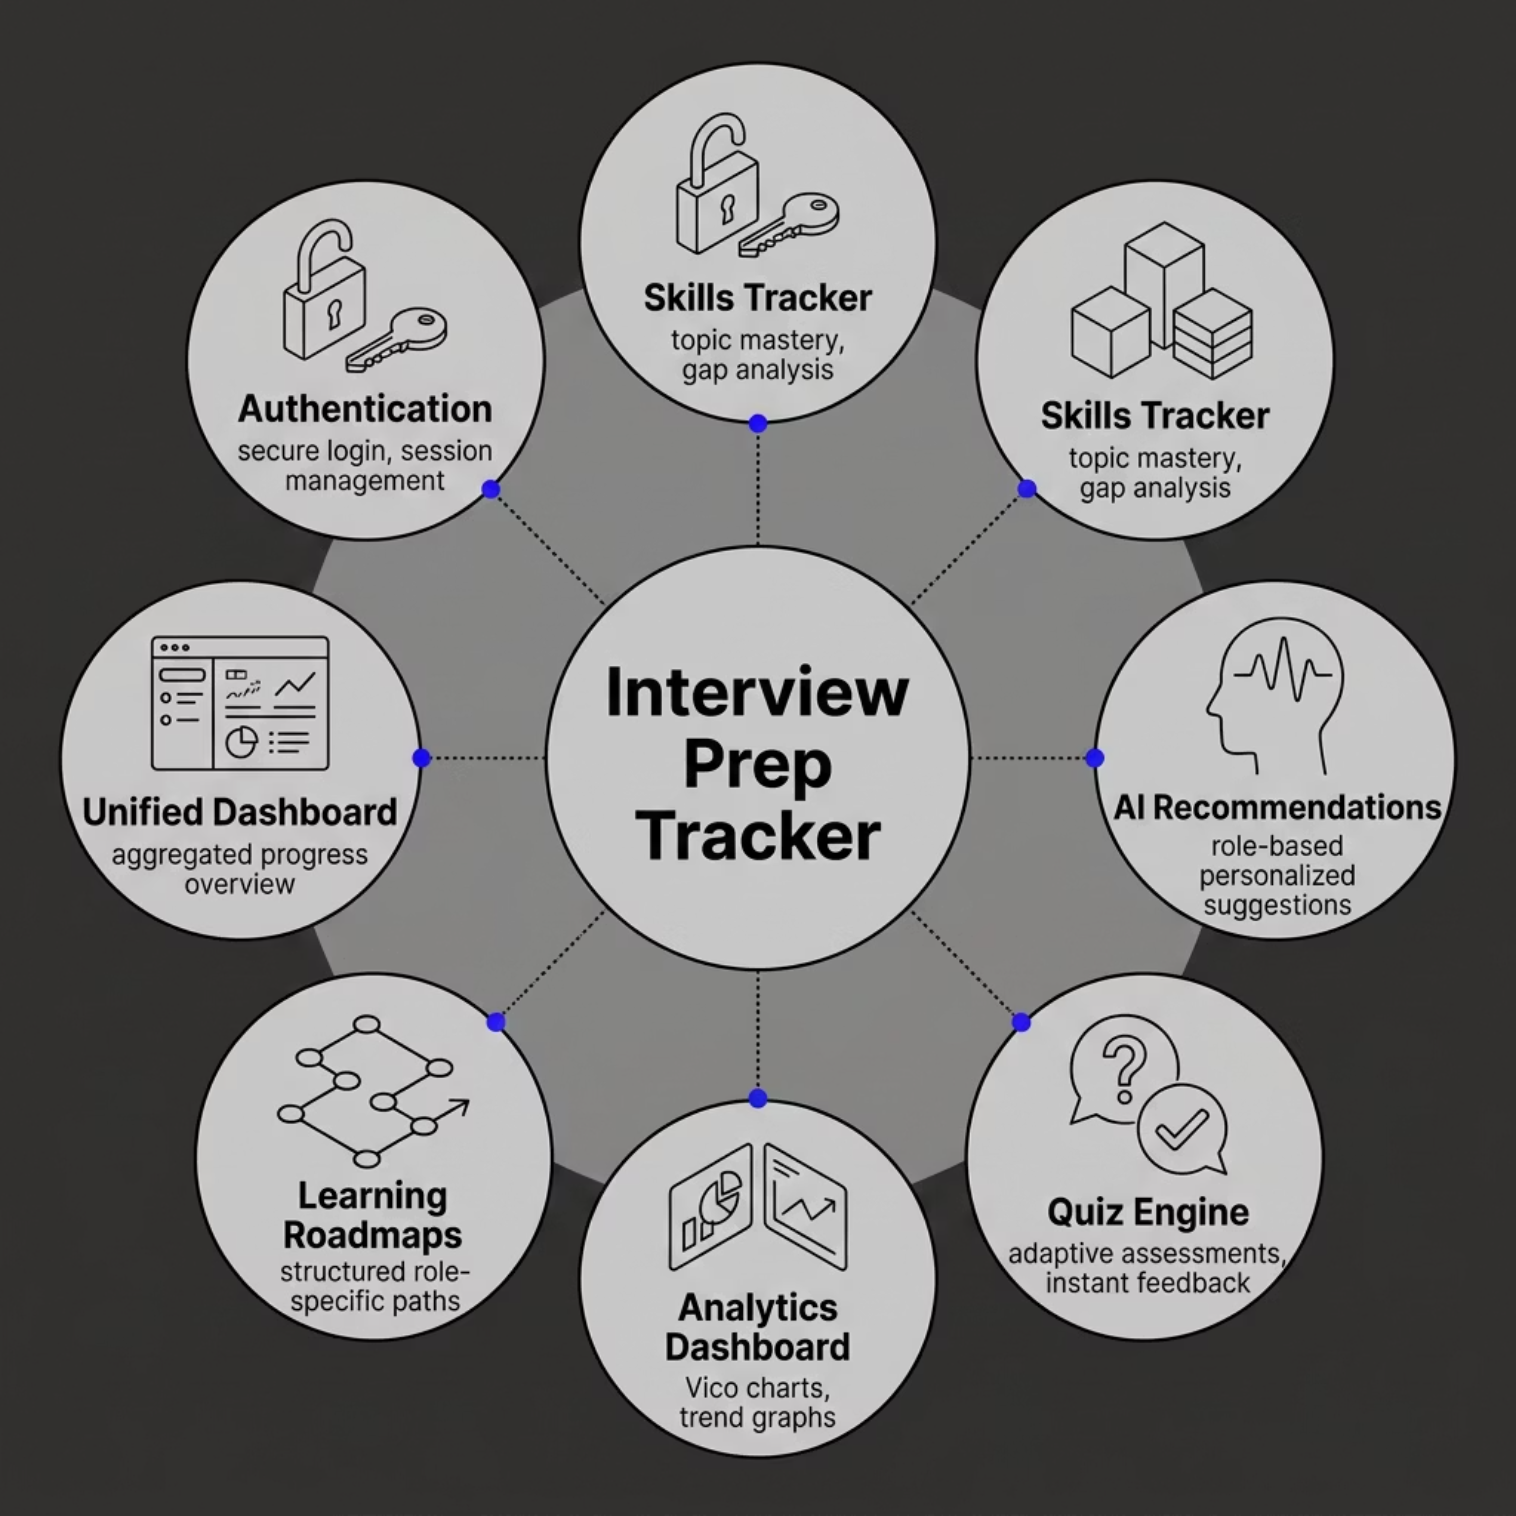 Skills Tracker
topic mastery,
gap analysis
Authentication
secure login, session
management
Skills Tracker
topic mastery,
gap analysis
Interview
Prep
Tracker
Unified Dashboard
aggregated progress
overview
AI Recommendations
role-based
personalized
suggestions
Learning
Roadmaps
structured role-
specific paths
Quiz Engine
adaptive assessments,
instant feedback
Analytics
Dashboard
Vico charts,
trend graphs